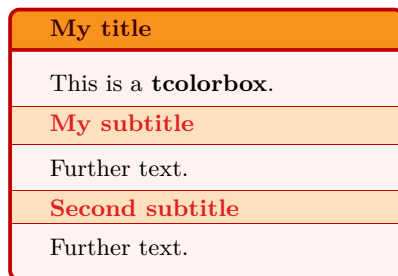 My title
This is a tcolorbox.
My subtitle
Further text.
Second subtitle
Further text.